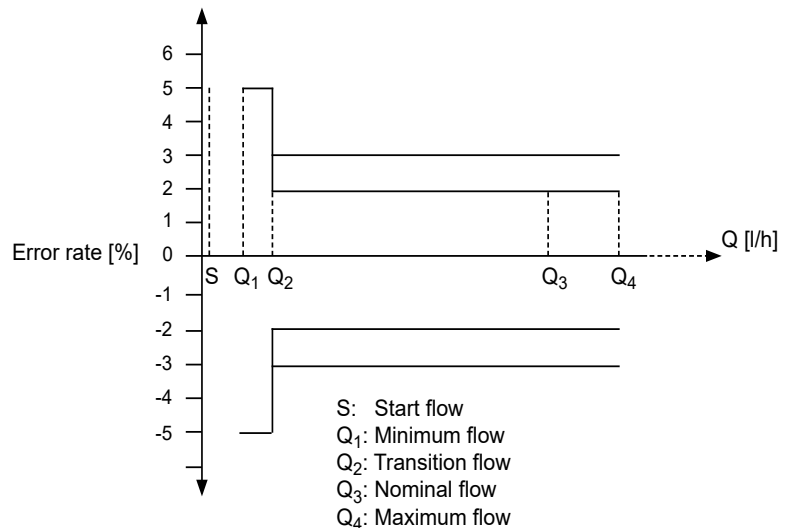 6
5
4
3
2
1
Error rate [%]
0
Q [l/h]
S Q₁ Q₂ Q₃ Q₄
-1
-2
-3
-4
-5
S: Start flow
Q₁: Minimum flow
Q₂: Transition flow
Q₃: Nominal flow
Q₄: Maximum flow